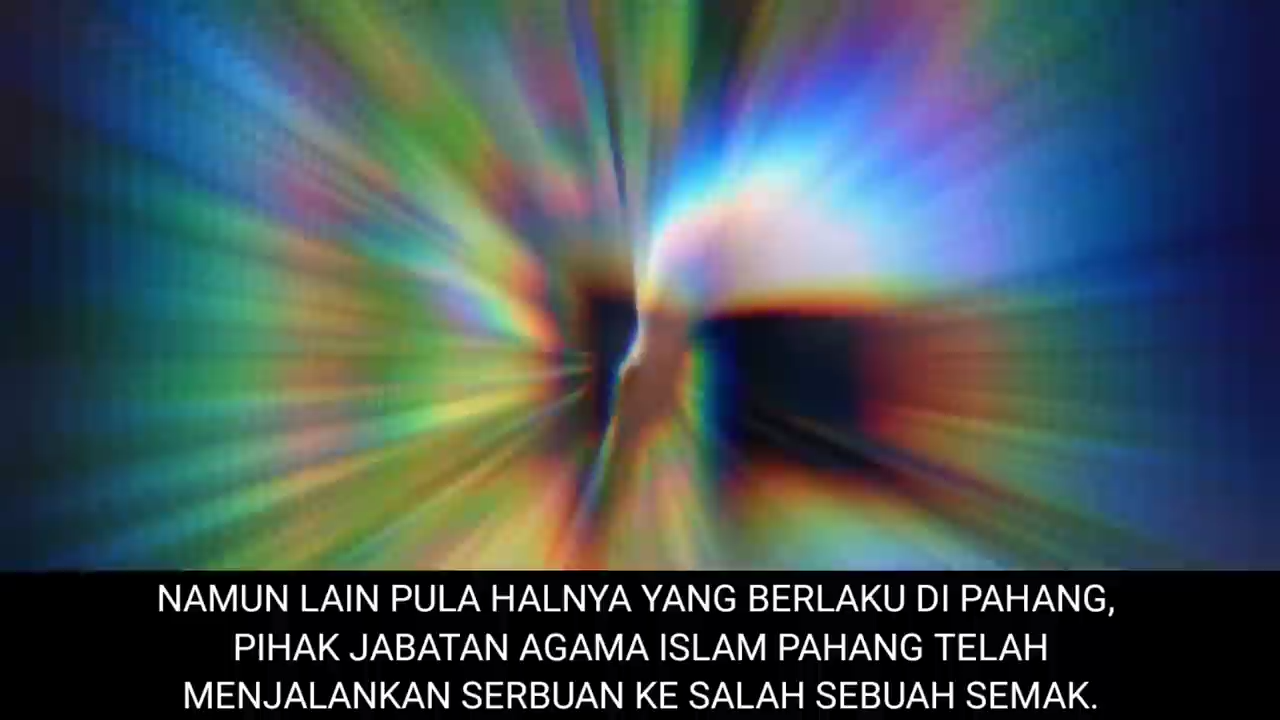 NAMUN LAIN PULA HALNYA YANG BERLAKU DI PAHANG,
PIHAK JABATAN AGAMA ISLAM PAHANG TELAH
MENJALANKAN SERBUAN KE SALAH SEBUAH SEMAK.